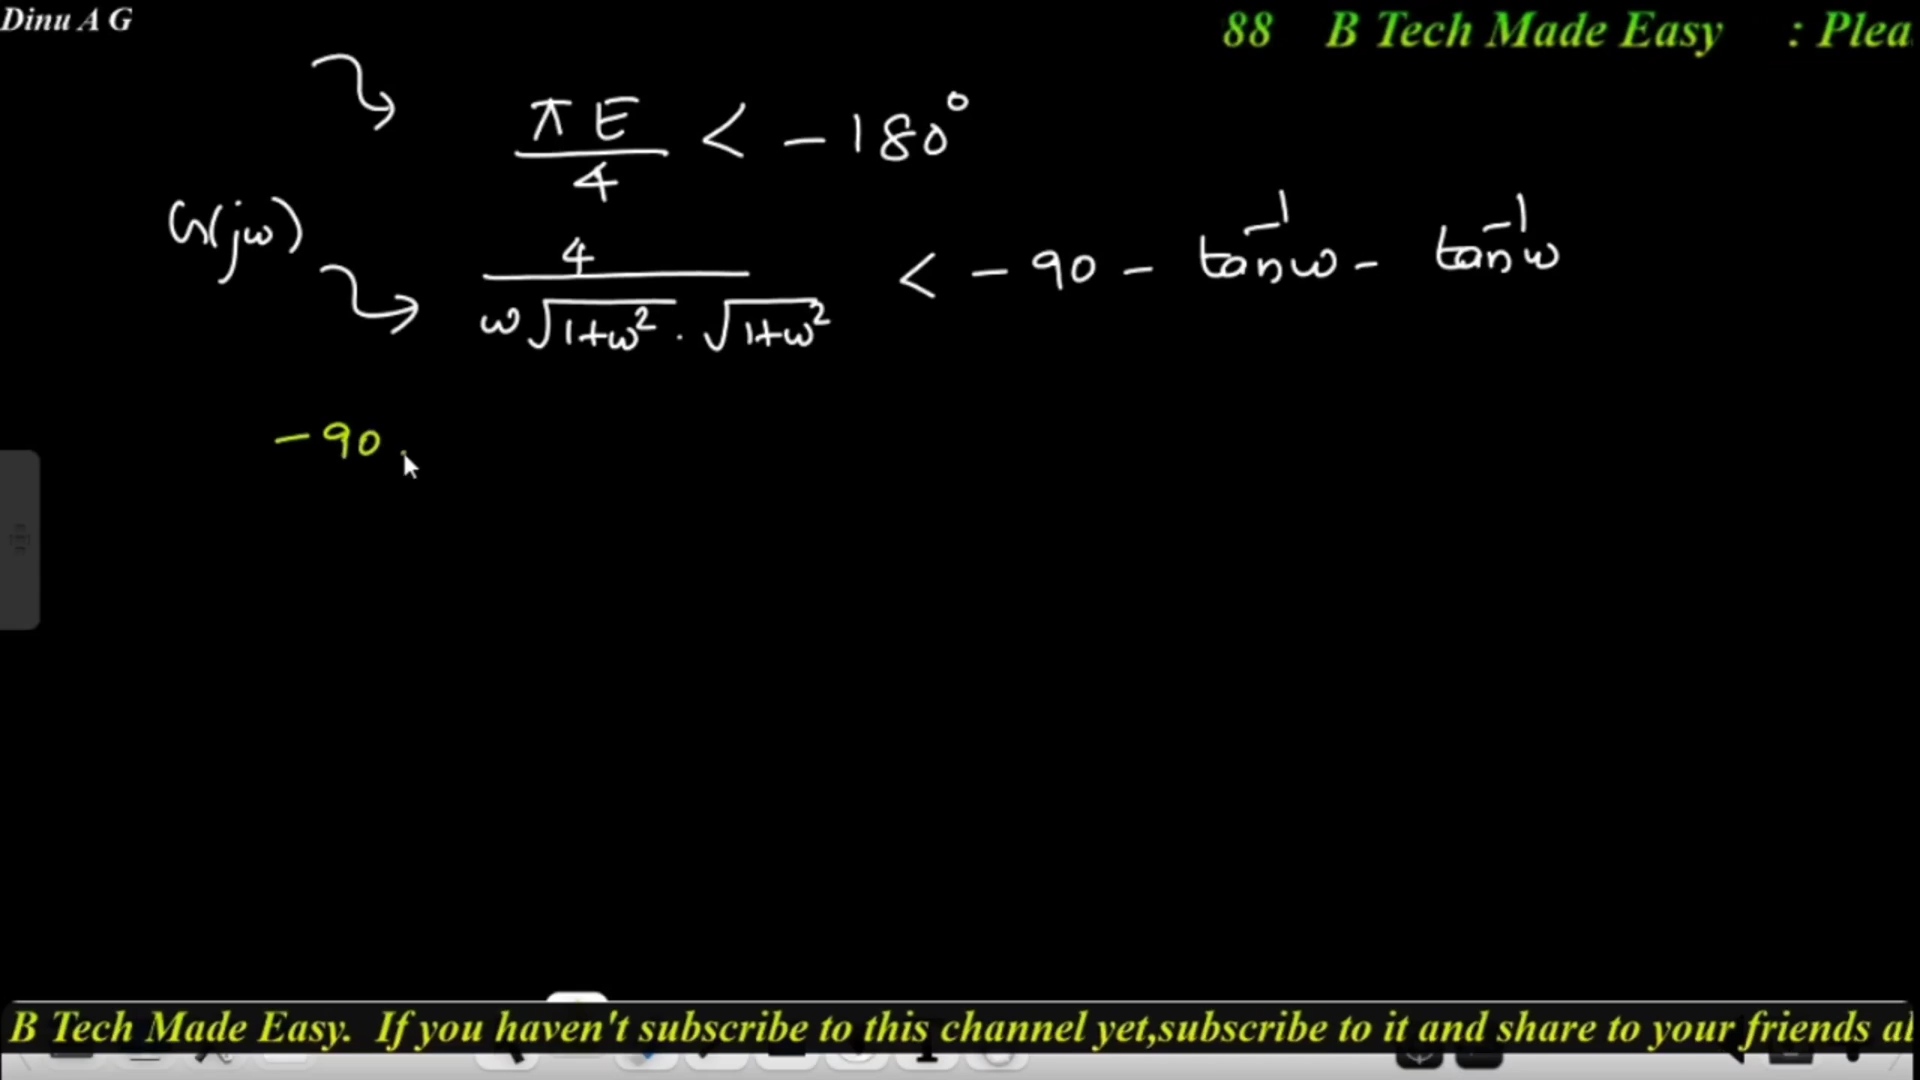 Dinu A G
88 B Tech Made Easy : Plea
πE/4 < -180°
G(jω)
4/(ω√(1+ω²) . √(1+ω²)) < -90 - tan⁻¹ω - tan⁻¹ω
-90
B Tech Made Easy. If you haven't subscribe to this channel yet,subscribe to it and share to your friends al